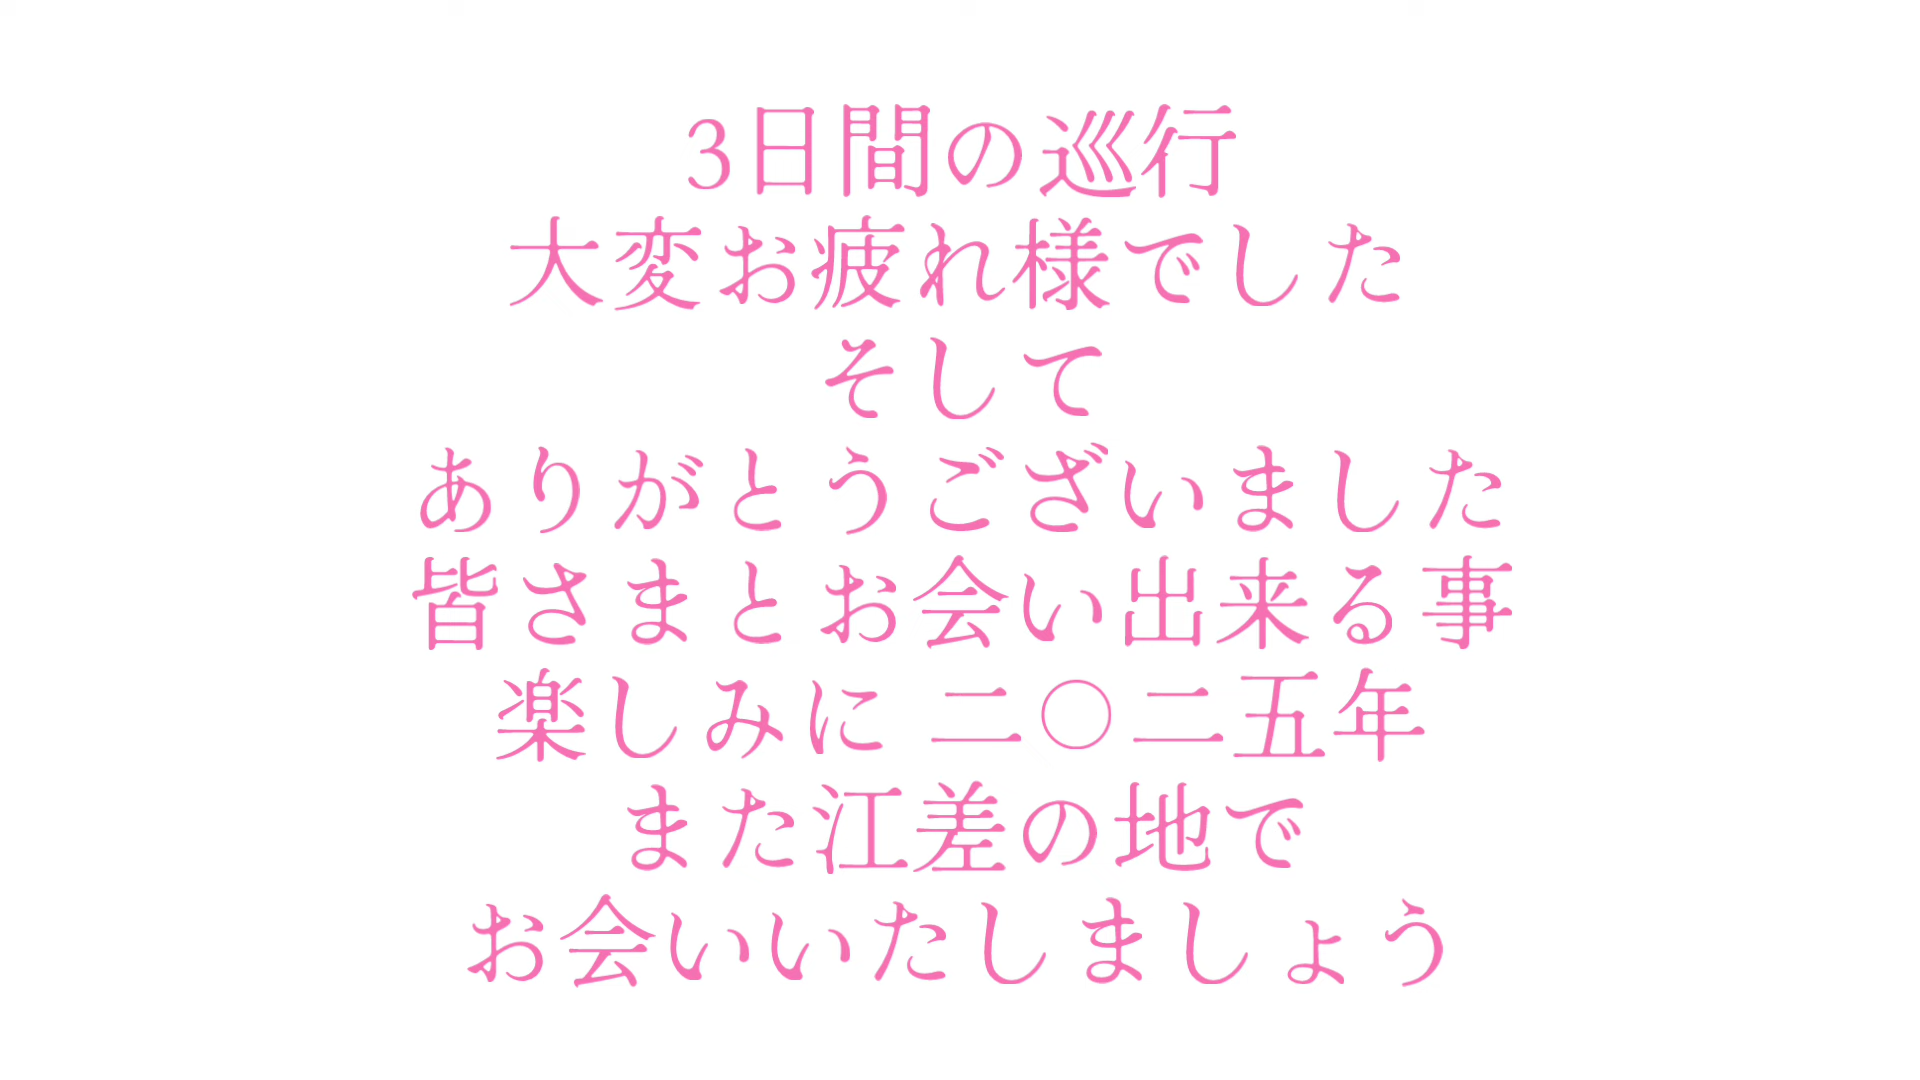 3日間の巡行
大変お疲れ様でした
そして
ありがとうございました
皆さまとお会い出来る事
楽しみに 二〇二五年
また江差の地で
お会いいたしましょう